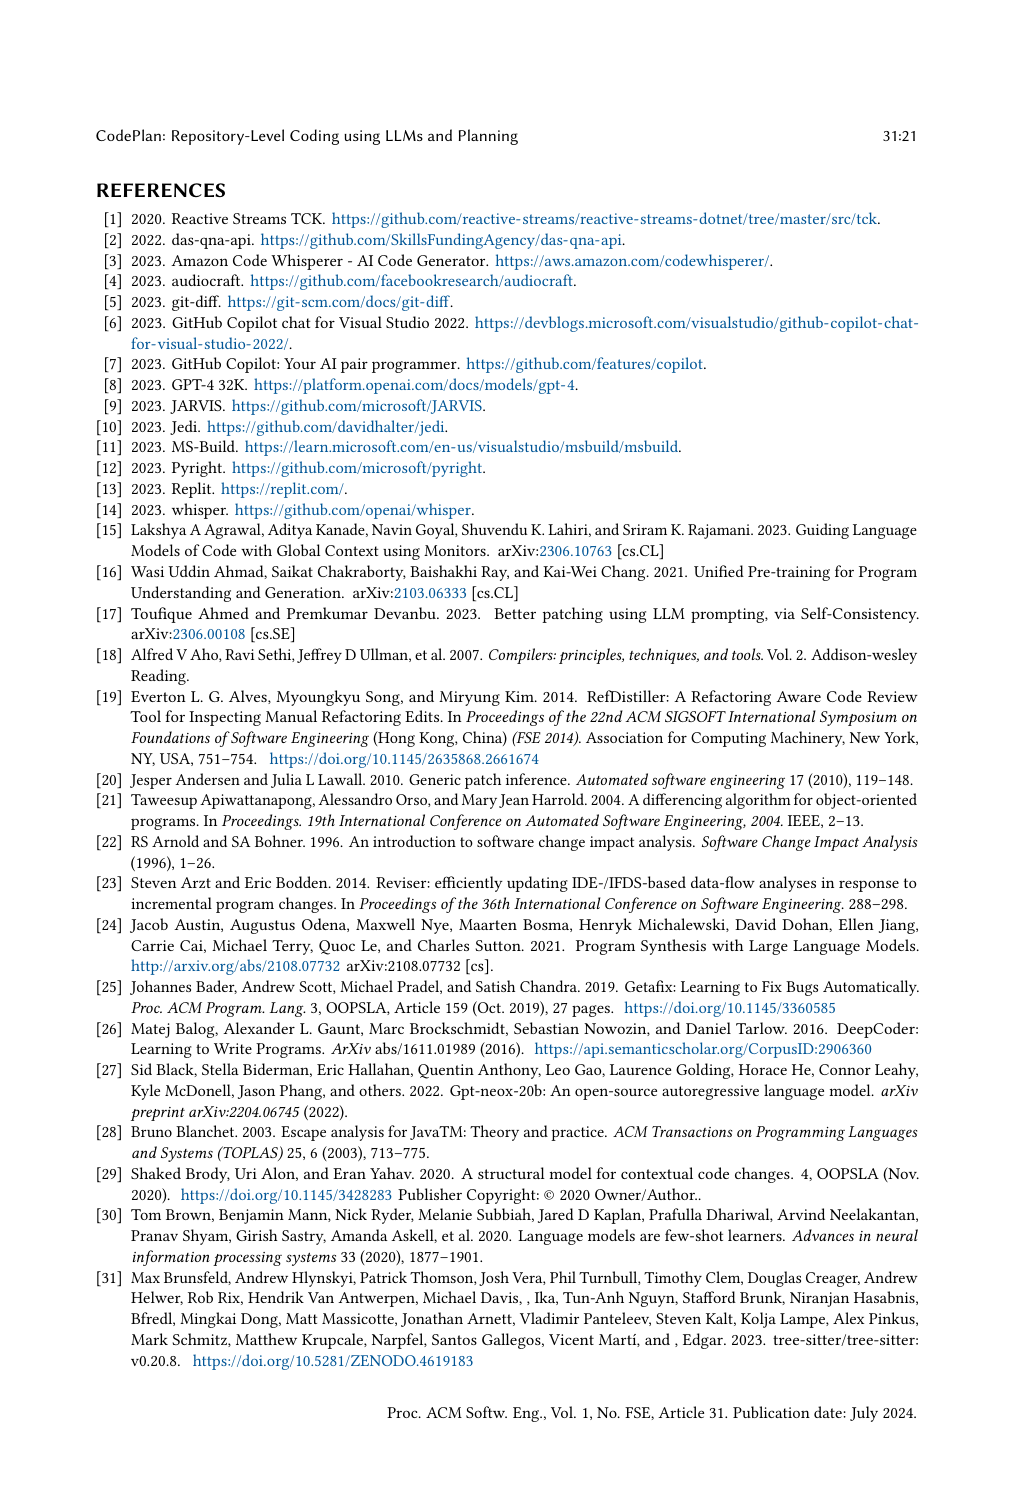 CodePlan: Repository-Level Coding using LLMs and Planning 31:21
REFERENCES
[1] 2020. Reactive Streams TCK. https://github.com/reactive-streams/reactive-streams-dotnet/tree/master/src/tck.
[2] 2022. das-qna-api. https://github.com/SkillsFundingAgency/das-qna-api.
[3] 2023. Amazon Code Whisperer - AI Code Generator. https://aws.amazon.com/codewhisperer/.
[4] 2023. audiocraft. https://github.com/facebookresearch/audiocraft.
[5] 2023. git-diff. https://git-scm.com/docs/git-diff.
[6] 2023. GitHub Copilot chat for Visual Studio 2022. https://devblogs.microsoft.com/visualstudio/github-copilot-chat-
for-visual-studio-2022/.
[7] 2023. GitHub Copilot: Your AI pair programmer. https://github.com/features/copilot.
[8] 2023. GPT-4 32K. https://platform.openai.com/docs/models/gpt-4.
[9] 2023. JARVIS. https://github.com/microsoft/JARVIS.
[10] 2023. Jedi. https://github.com/davidhalter/jedi.
[11] 2023. MS-Build. https://learn.microsoft.com/en-us/visualstudio/msbuild/msbuild.
[12] 2023. Pyright. https://github.com/microsoft/pyright.
[13] 2023. Replit. https://replit.com/.
[14] 2023. whisper. https://github.com/openai/whisper.
[15] Lakshya A Agrawal, Aditya Kanade, Navin Goyal, Shuvendu K. Lahiri, and Sriram K. Rajamani. 2023. Guiding Language
Models of Code with Global Context using Monitors. arXiv:2306.10763 [cs.CL]
[16] Wasi Uddin Ahmad, Saikat Chakraborty, Baishakhi Ray, and Kai-Wei Chang. 2021. Unified Pre-training for Program
Understanding and Generation. arXiv:2103.06333 [cs.CL]
[17] Toufique Ahmed and Premkumar Devanbu. 2023. Better patching using LLM prompting, via Self-Consistency.
arXiv:2306.00108 [cs.SE]
[18] Alfred V Aho, Ravi Sethi, Jeffrey D Ullman, et al. 2007. Compilers: principles, techniques, and tools. Vol. 2. Addison-wesley
Reading.
[19] Everton L. G. Alves, Myoungkyu Song, and Miryung Kim. 2014. RefDistiller: A Refactoring Aware Code Review
Tool for Inspecting Manual Refactoring Edits. In Proceedings of the 22nd ACM SIGSOFT International Symposium on
Foundations of Software Engineering (Hong Kong, China) (FSE 2014). Association for Computing Machinery, New York,
NY, USA, 751–754. https://doi.org/10.1145/2635868.2661674
[20] Jesper Andersen and Julia L Lawall. 2010. Generic patch inference. Automated software engineering 17 (2010), 119–148.
[21] Taweesup Apiwattanapong, Alessandro Orso, and Mary Jean Harrold. 2004. A differencing algorithm for object-oriented
programs. In Proceedings. 19th International Conference on Automated Software Engineering, 2004. IEEE, 2–13.
[22] RS Arnold and SA Bohner. 1996. An introduction to software change impact analysis. Software Change Impact Analysis
(1996), 1–26.
[23] Steven Arzt and Eric Bodden. 2014. Reviser: efficiently updating IDE-/IFDS-based data-flow analyses in response to
incremental program changes. In Proceedings of the 36th International Conference on Software Engineering. 288–298.
[24] Jacob Austin, Augustus Odena, Maxwell Nye, Maarten Bosma, Henryk Michalewski, David Dohan, Ellen Jiang,
Carrie Cai, Michael Terry, Quoc Le, and Charles Sutton. 2021. Program Synthesis with Large Language Models.
http://arxiv.org/abs/2108.07732 arXiv:2108.07732 [cs].
[25] Johannes Bader, Andrew Scott, Michael Pradel, and Satish Chandra. 2019. Getafix: Learning to Fix Bugs Automatically.
Proc. ACM Program. Lang. 3, OOPSLA, Article 159 (Oct. 2019), 27 pages. https://doi.org/10.1145/3360585
[26] Matej Balog, Alexander L. Gaunt, Marc Brockschmidt, Sebastian Nowozin, and Daniel Tarlow. 2016. DeepCoder:
Learning to Write Programs. ArXiv abs/1611.01989 (2016). https://api.semanticscholar.org/CorpusID:2906360
[27] Sid Black, Stella Biderman, Eric Hallahan, Quentin Anthony, Leo Gao, Laurence Golding, Horace He, Connor Leahy,
Kyle McDonell, Jason Phang, and others. 2022. Gpt-neox-20b: An open-source autoregressive language model. arXiv
preprint arXiv:2204.06745 (2022).
[28] Bruno Blanchet. 2003. Escape analysis for JavaTM: Theory and practice. ACM Transactions on Programming Languages
and Systems (TOPLAS) 25, 6 (2003), 713–775.
[29] Shaked Brody, Uri Alon, and Eran Yahav. 2020. A structural model for contextual code changes. 4, OOPSLA (Nov.
2020). https://doi.org/10.1145/3428283 Publisher Copyright: © 2020 Owner/Author..
[30] Tom Brown, Benjamin Mann, Nick Ryder, Melanie Subbiah, Jared D Kaplan, Prafulla Dhariwal, Arvind Neelakantan,
Pranav Shyam, Girish Sastry, Amanda Askell, et al. 2020. Language models are few-shot learners. Advances in neural
information processing systems 33 (2020), 1877–1901.
[31] Max Brunsfeld, Andrew Hlynskyi, Patrick Thomson, Josh Vera, Phil Turnbull, Timothy Clem, Douglas Creager, Andrew
Helwer, Rob Rix, Hendrik Van Antwerpen, Michael Davis, , Ika, Tun-Anh Nguyn, Stafford Brunk, Niranjan Hasabnis,
Bfredl, Mingkai Dong, Matt Massicotte, Jonathan Arnett, Vladimir Panteleev, Steven Kalt, Kolja Lampe, Alex Pinkus,
Mark Schmitz, Matthew Krupcale, Narpfel, Santos Gallegos, Vicent Martí, and , Edgar. 2023. tree-sitter/tree-sitter:
v0.20.8. https://doi.org/10.5281/ZENODO.4619183
Proc. ACM Softw. Eng., Vol. 1, No. FSE, Article 31. Publication date: July 2024.